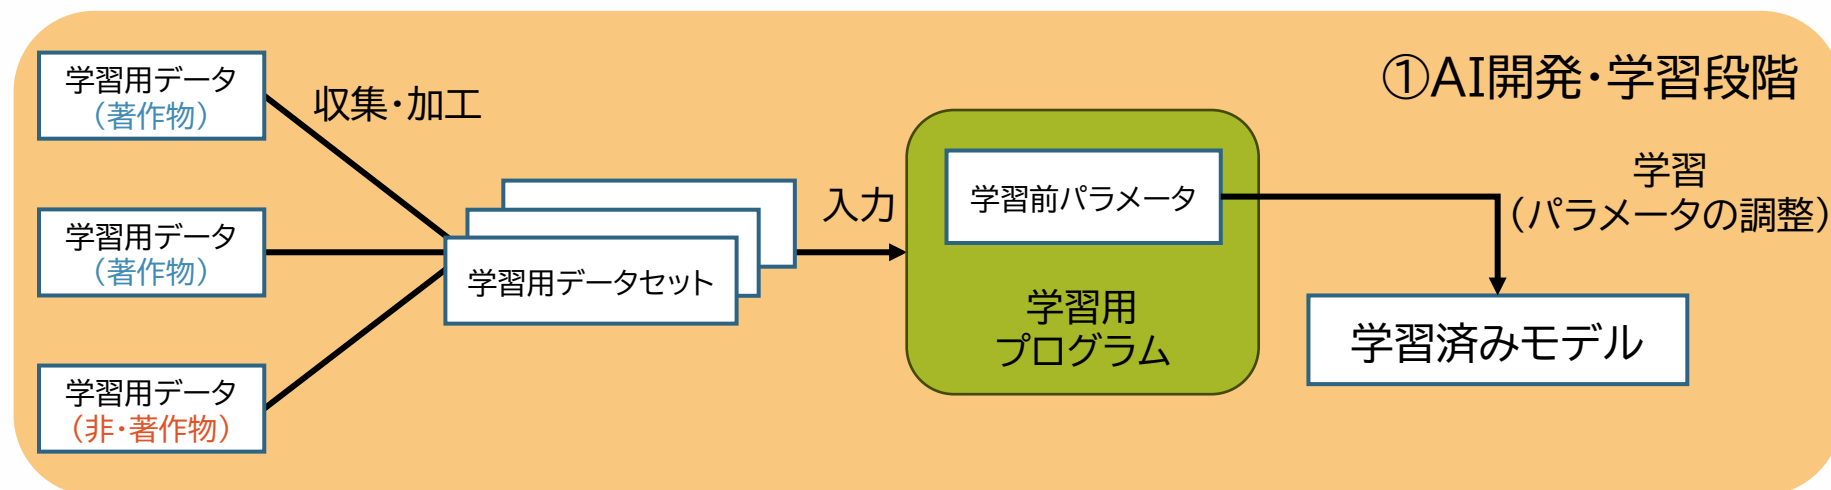 ①AI開発・学習段階
学習用データ
（著作物）
収集・加工
学習用データ
（著作物）
学習用データ
（非・著作物）
学習用データセット
入力
学習前パラメータ
学習用
プログラム
学習
（パラメータの調整）
学習済みモデル